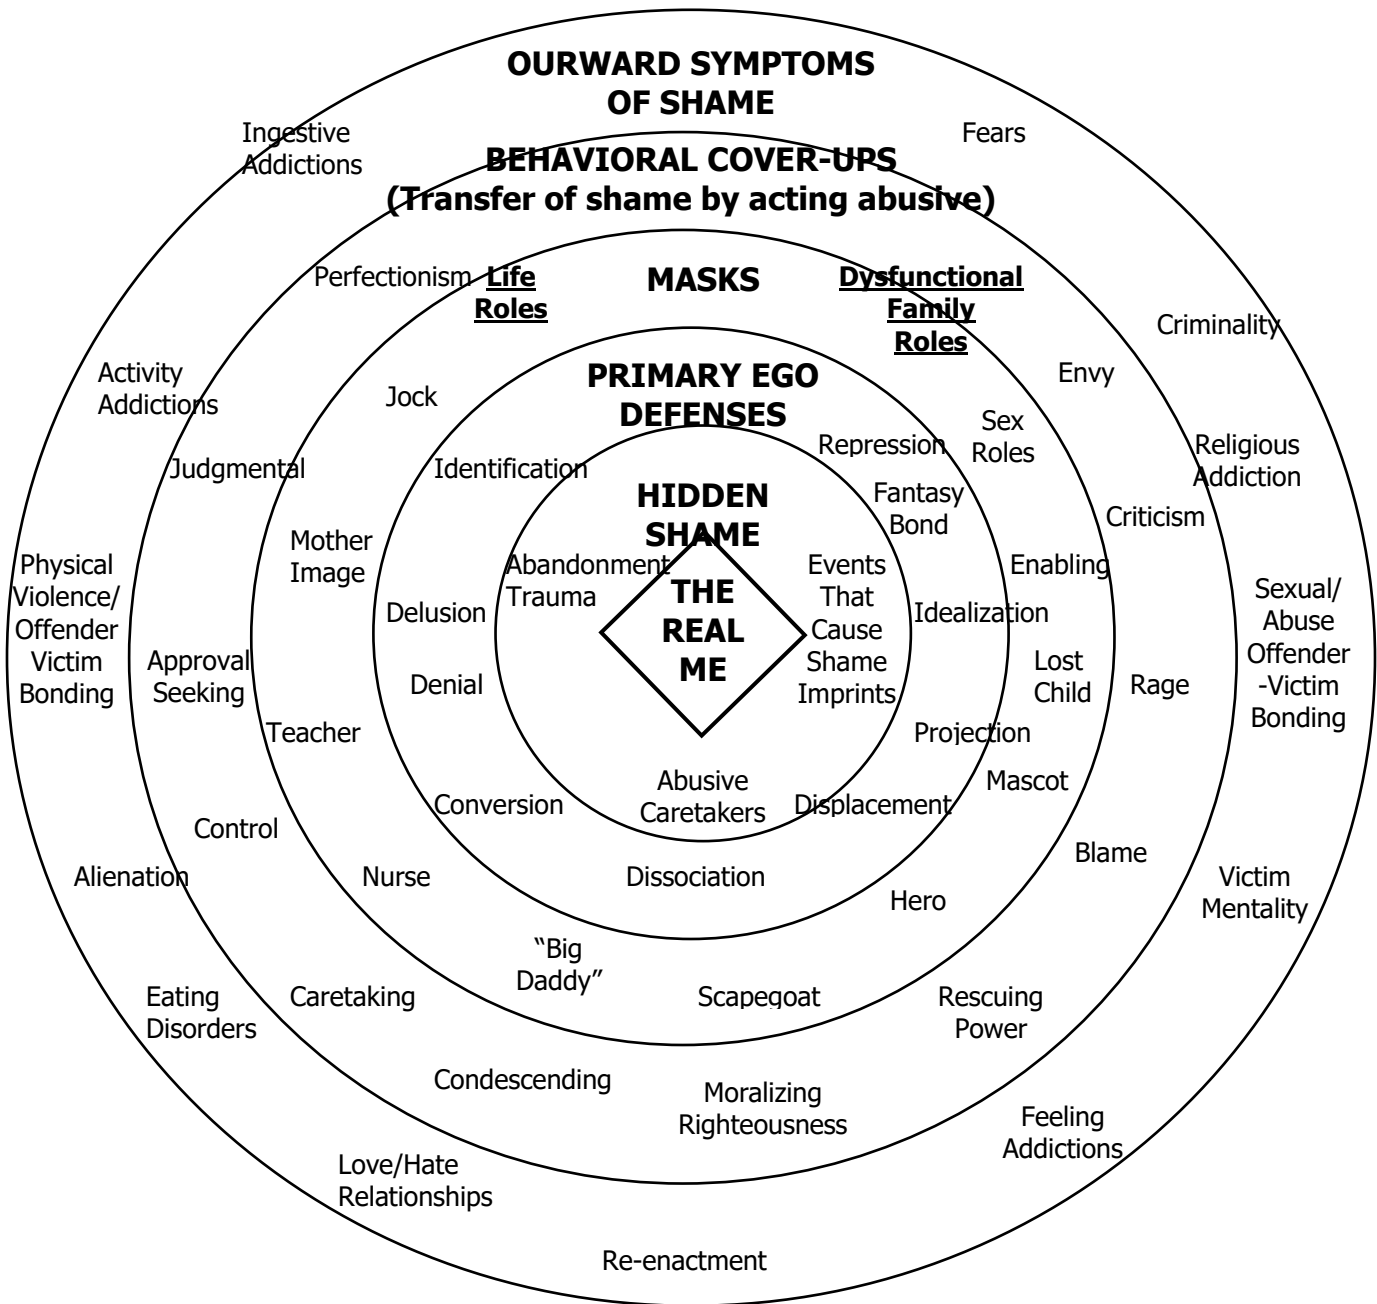 OURWARD SYMPTOMS
OF SHAME
Ingestive
Addictions
Fears
BEHAVIORAL COVER-UPS
(Transfer of shame by acting abusive)
Perfectionism
Life
Roles
MASKS
Dysfunctional
Family
Roles
Criminality
PRIMARY EGO
DEFENSES
Activity
Addictions
Jock
Envy
Sex
Roles
Repression
Religious
Addiction
Judgmental
Identification
HIDDEN
SHAME
Fantasy
Bond
Criticism
Mother
Image
Abandonment
Trauma
THE
REAL
ME
Events
That
Cause
Shame
Imprints
Enabling
Physical
Violence/
Offender
Victim
Bonding
Delusion
Idealization
Sexual/
Abuse
Offender
-Victim
Bonding
Approval
Seeking
Denial
Lost
Child
Rage
Teacher
Projection
Abusive
Caretakers
Mascot
Conversion
Displacement
Control
Blame
Alienation
Nurse
Dissociation
Hero
Victim
Mentality
“Big
Daddy”
Eating
Disorders
Caretaking
Scapegoat
Rescuing
Power
Condescending
Moralizing
Righteousness
Feeling
Addictions
Love/Hate
Relationships
Re-enactment